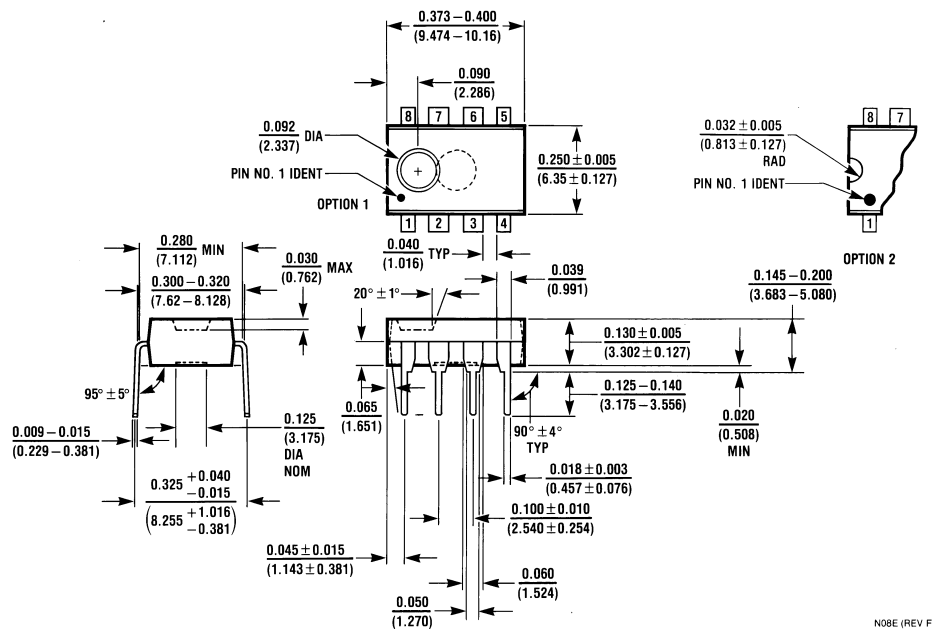 0.373 – 0.400
(9.474 – 10.16)
0.090
(2.286)
8 7 6 5
0.092 DIA
(2.337)
PIN NO. 1 IDENT
OPTION 1
+
0.250 ± 0.005
(6.35 ± 0.127)
1 2 3 4
8 7
0.032 ± 0.005
(0.813 ± 0.127)
RAD
PIN NO. 1 IDENT
1
OPTION 2
0.280 MIN
(7.112)
0.300 – 0.320
(7.62 – 8.128)
0.030 MAX
(0.762)
0.040 TYP
(1.016)
20° ± 1°
0.039
(0.991)
0.145 – 0.200
(3.683 – 5.080)
0.130 ± 0.005
(3.302 ± 0.127)
95° ± 5°
0.009 – 0.015
(0.229 – 0.381)
0.125
(3.175)
DIA
NOM
0.065
(1.651)
90° ± 4°
TYP
0.125 – 0.140
(3.175 – 3.556)
0.020
(0.508)
MIN
0.018 ± 0.003
(0.457 ± 0.076)
0.325 +0.040
–0.015
(8.255 +1.016
–0.381)
0.100 ± 0.010
(2.540 ± 0.254)
0.045 ± 0.015
(1.143 ± 0.381)
0.060
(1.524)
0.050
(1.270)
N08E (REV F